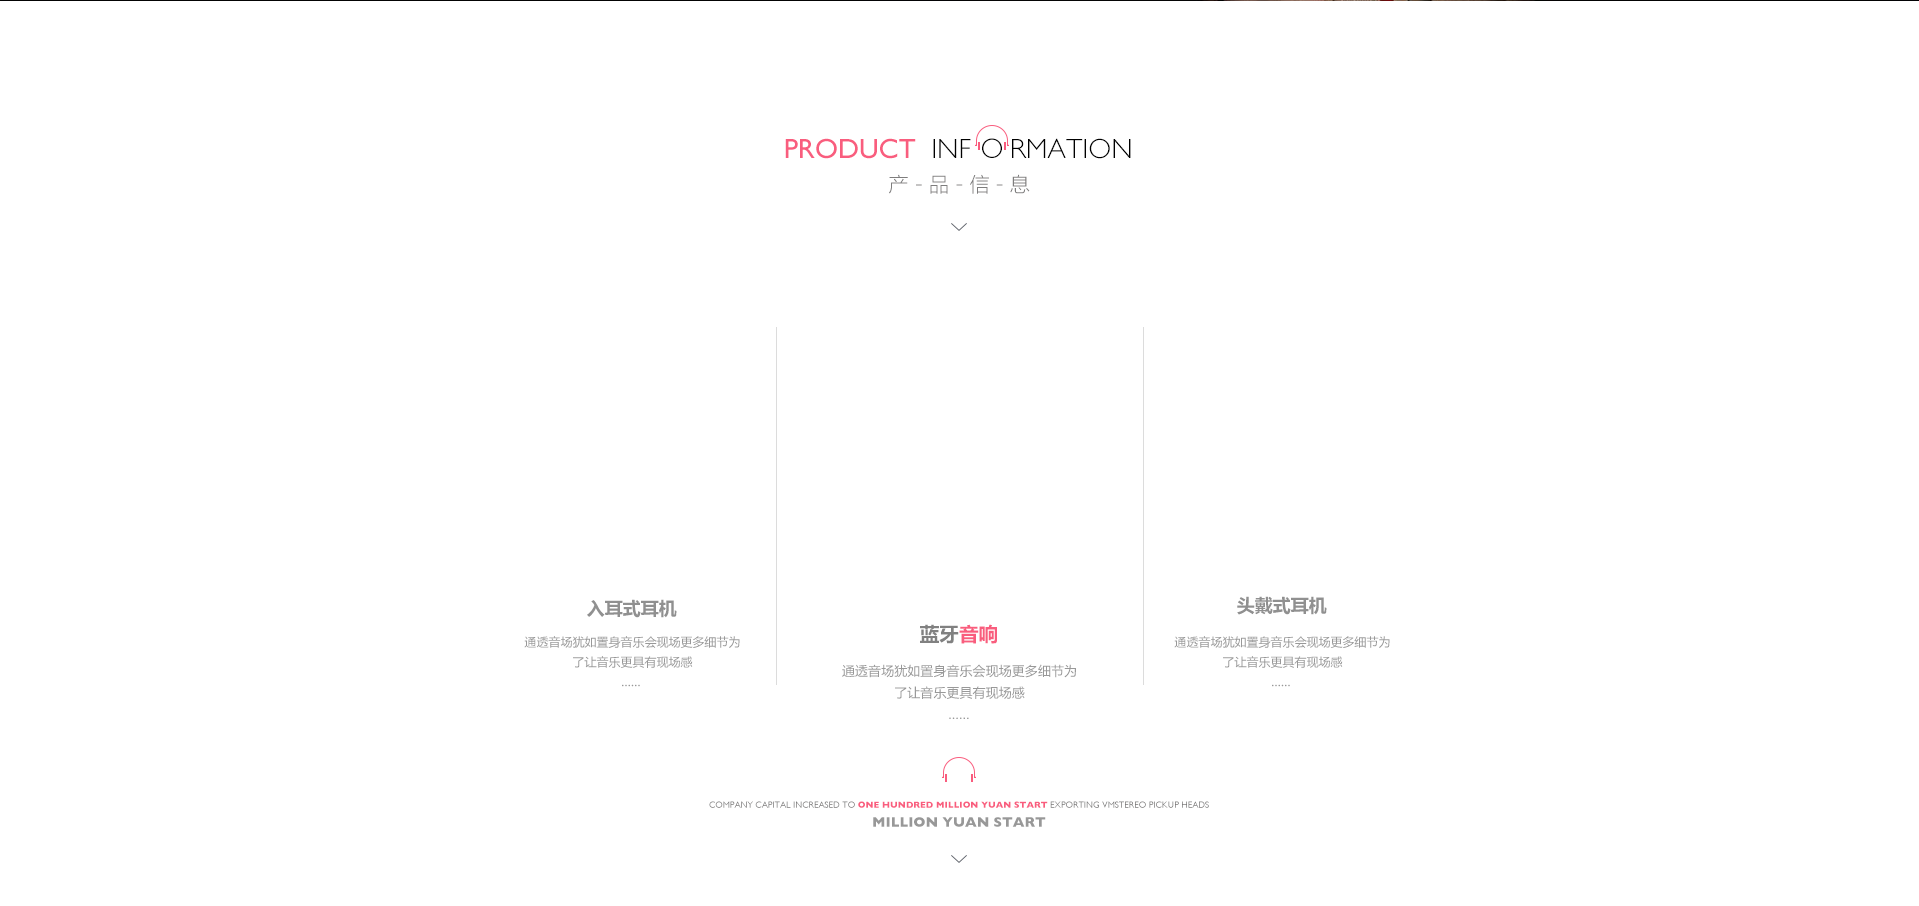 PRODUCT INFORMATION
产-品-信-息
入耳式耳机
通透音场犹如置身音乐会现场更多细节为
了让音乐更具有现场感
......
蓝牙音响
通透音场犹如置身音乐会现场更多细节为
了让音乐更具有现场感
......
头戴式耳机
通透音场犹如置身音乐会现场更多细节为
了让音乐更具有现场感
......
COMPANY CAPITAL INCREASED TO ONE HUNDRED MILLION YUAN START EXPORTING VMSTEREO PICKUP HEADS
MILLION YUAN START